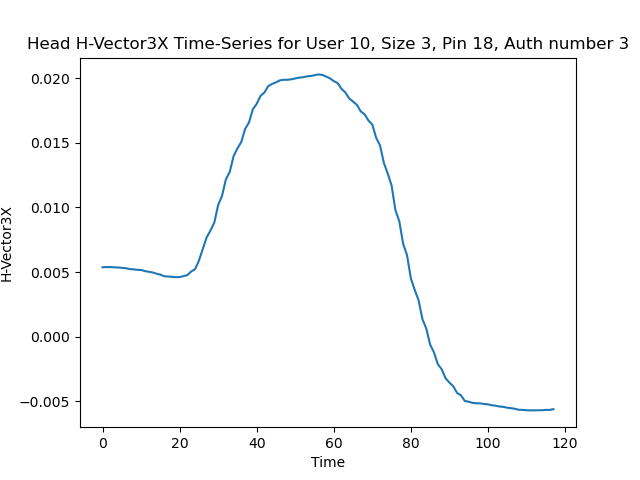 Head H-Vector3X Time-Series for User 10, Size 3, Pin 18, Auth number 3
0.020
0.015
0.010
0.005
0.000
−0.005
H-Vector3X
0 20 40 60 80 100 120
Time